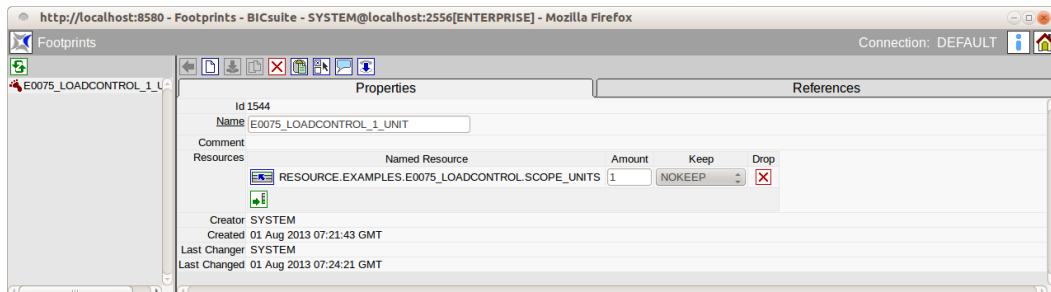 http://localhost:8580 - Footprints - BICsuite - SYSTEM@localhost:2556[ENTERPRISE] - Mozilla Firefox
Footprints Connection: DEFAULT
E0075_LOADCONTROL_1_U
Properties References
Id 1544
Name E0075_LOADCONTROL_1_UNIT
Comment
Resources Named Resource Amount Keep Drop
RESOURCE.EXAMPLES.E0075_LOADCONTROL.SCOPE_UNITS 1 NOKEEP
Creator SYSTEM
Created 01 Aug 2013 07:21:43 GMT
Last Changer SYSTEM
Last Changed 01 Aug 2013 07:24:21 GMT